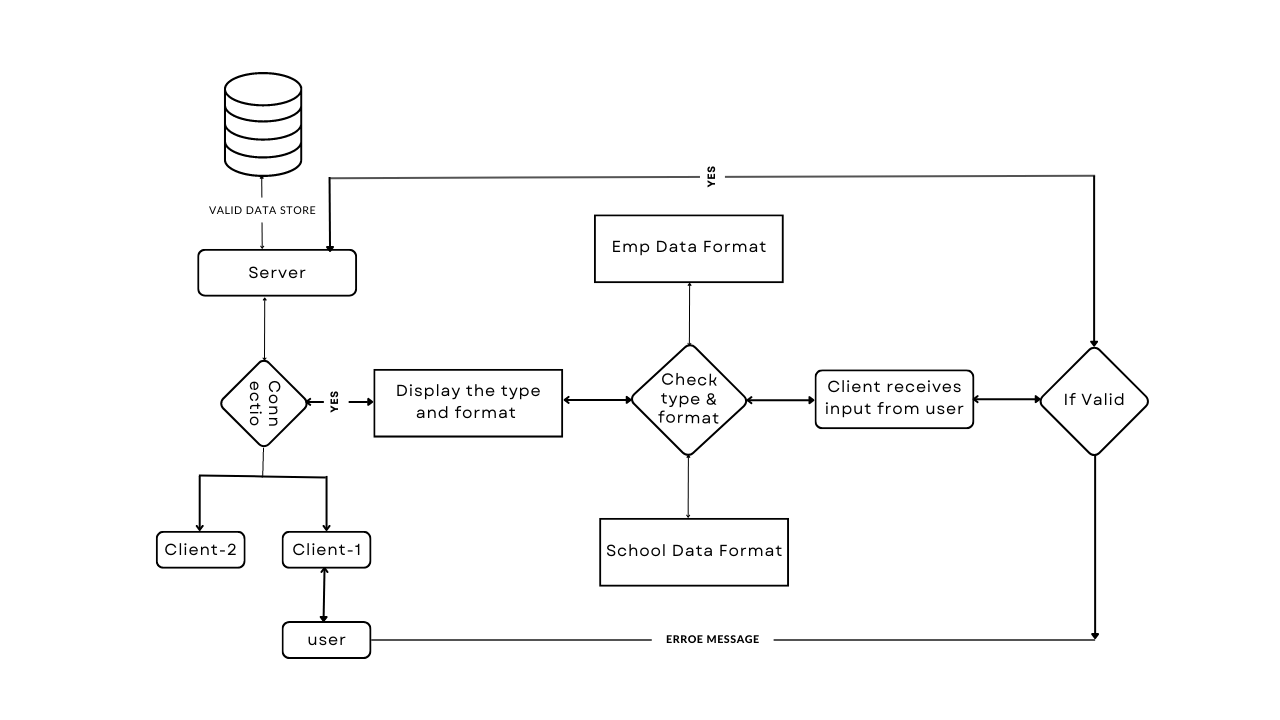 VALID DATA STORE
YES
Server
Emp Data Format
Conn
ectio
YES
Display the type
and format
Check
type &
format
Client receives
input from user
If Valid
Client-2
Client-1
School Data Format
user
ERROE MESSAGE